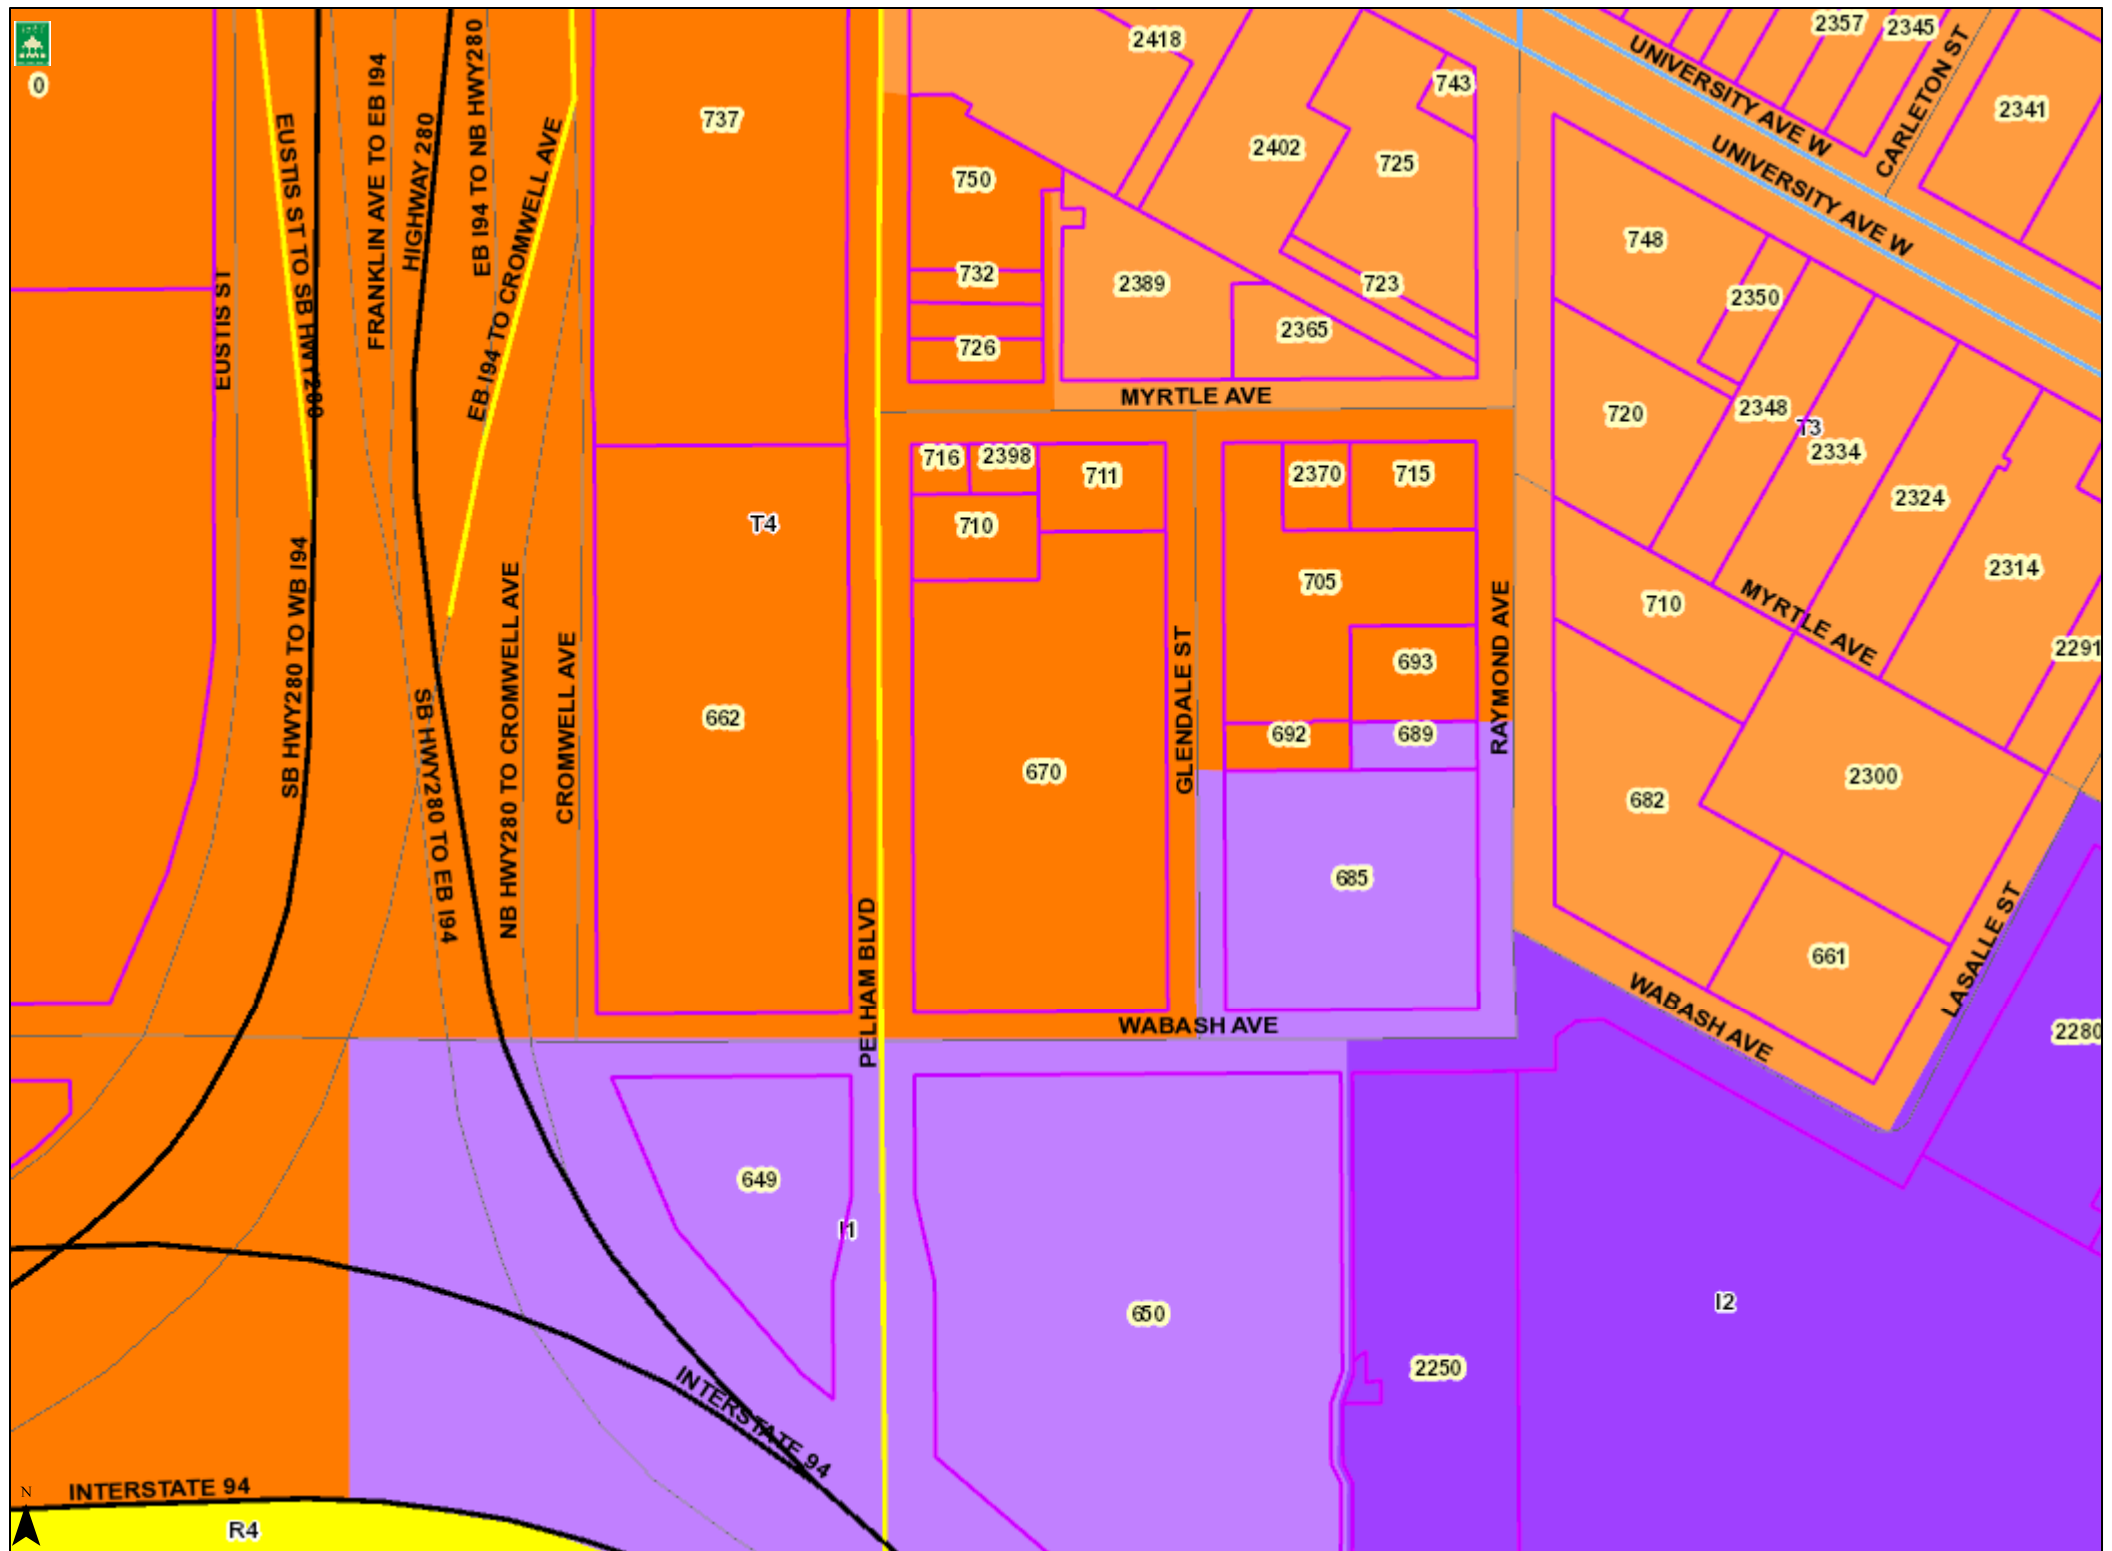 0
2418
2357
2345
CARLETON ST
UNIVERSITY AVE W
743
2341
737
EUSTIS ST TO SB HWY280
FRANKLIN AVE TO EB I94
HIGHWAY 280
EB I94 TO NB HWY280
EB I94 TO CROMWELL AVE
750
2402
725
UNIVERSITY AVE W
748
732
2389
723
2350
EUSTIS ST
726
2365
MYRTLE AVE
720
2348
T3
2334
716
2398
711
2370
715
2324
T4
710
705
2314
SB HWY280 TO WB I94
710
MYRTLE AVE
RAYMOND AVE
2291
SB HWY280 TO EB I94
NB HWY280 TO CROMWELL AVE
CROMWELL AVE
662
GLENDALE ST
693
692
689
670
682
2300
685
PELHAM BLVD
661
LASALLE ST
WABASH AVE
WABASH AVE
2280
649
I1
650
I2
2250
INTERSTATE 94
INTERSTATE 94
N
R4